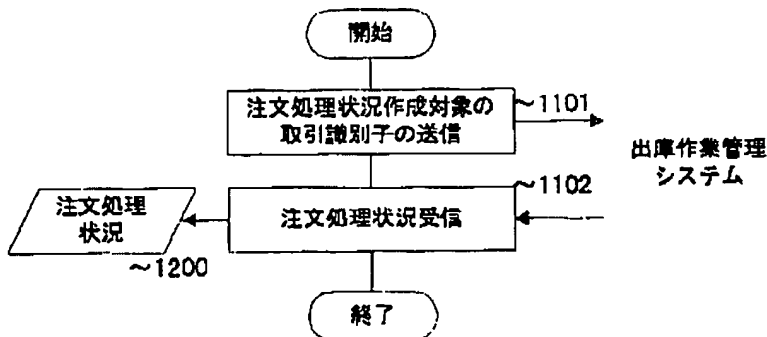 開始
注文処理状況作成対象の
取引識別子の送信
~1101
出庫作業管理
システム
~1102
注文処理状況受信
注文処理
状況
~1200
終了